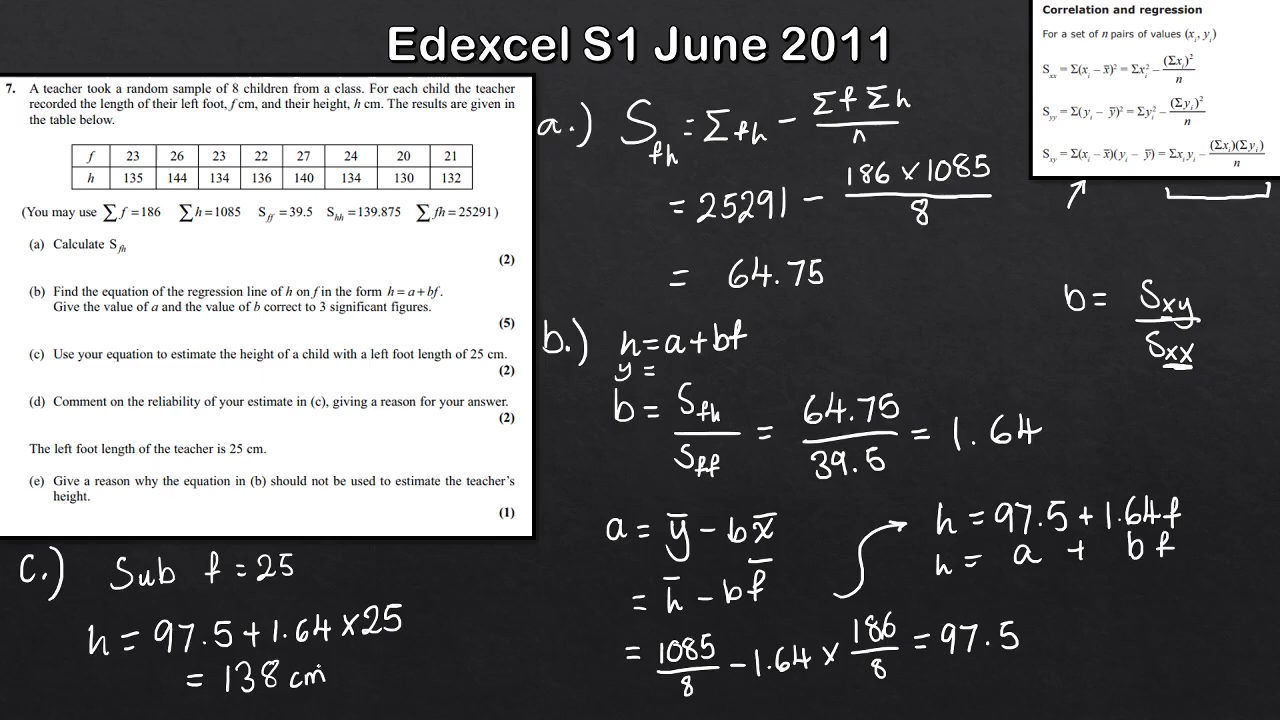 Edexcel S1 June 2011
Correlation and regression
For a set of n pairs of values (xᵢ, yᵢ)
Sxx = Σ(xᵢ – x̄)² = Σxᵢ² – (Σxᵢ)²/n
Syy = Σ(yᵢ – ȳ)² = Σyᵢ² – (Σyᵢ)²/n
Sxy = Σ(xᵢ – x̄)(yᵢ – ȳ) = Σxᵢyᵢ – (Σxᵢ)(Σyᵢ)/n
7. A teacher took a random sample of 8 children from a class. For each child the teacher
recorded the length of their left foot, f cm, and their height, h cm. The results are given in
the table below.
f 23 26 23 22 27 24 20 21
h 135 144 134 136 140 134 130 132
(You may use ∑f = 186 ∑h = 1085 Sff = 39.5 Shh = 139.875 ∑fh = 25291)
(a) Calculate Sfh
(2)
(b) Find the equation of the regression line of h on f in the form h = a + bf.
Give the value of a and the value of b correct to 3 significant figures.
(5)
(c) Use your equation to estimate the height of a child with a left foot length of 25 cm.
(2)
(d) Comment on the reliability of your estimate in (c), giving a reason for your answer.
(2)
The left foot length of the teacher is 25 cm.
(e) Give a reason why the equation in (b) should not be used to estimate the teacher's
height.
(1)
a.) Sfh = Σfh – Σf Σh/n
= 25291 – 186 × 1085/8
= 64.75
b.) h = a + bf
y =
b = Sxy/Sxx
b = Sfh/Sff = 64.75/39.5 = 1.64
a = ȳ – bx̄
= h̄ – bf̄
= 1085/8 – 1.64 × 186/8 = 97.5
h = 97.5 + 1.64f
h = a + bf
c.) Sub f = 25
h = 97.5 + 1.64 × 25
= 138 cm